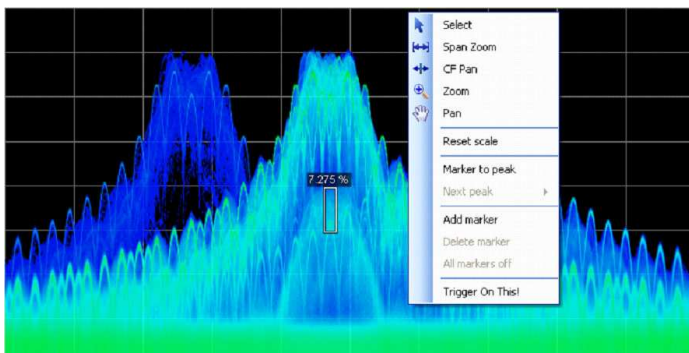 Select
Span Zoom
CF Pan
Zoom
Pan
Reset scale
Marker to peak
Next peak
Add marker
Delete marker
All markers off
Trigger On This!
7.275 %